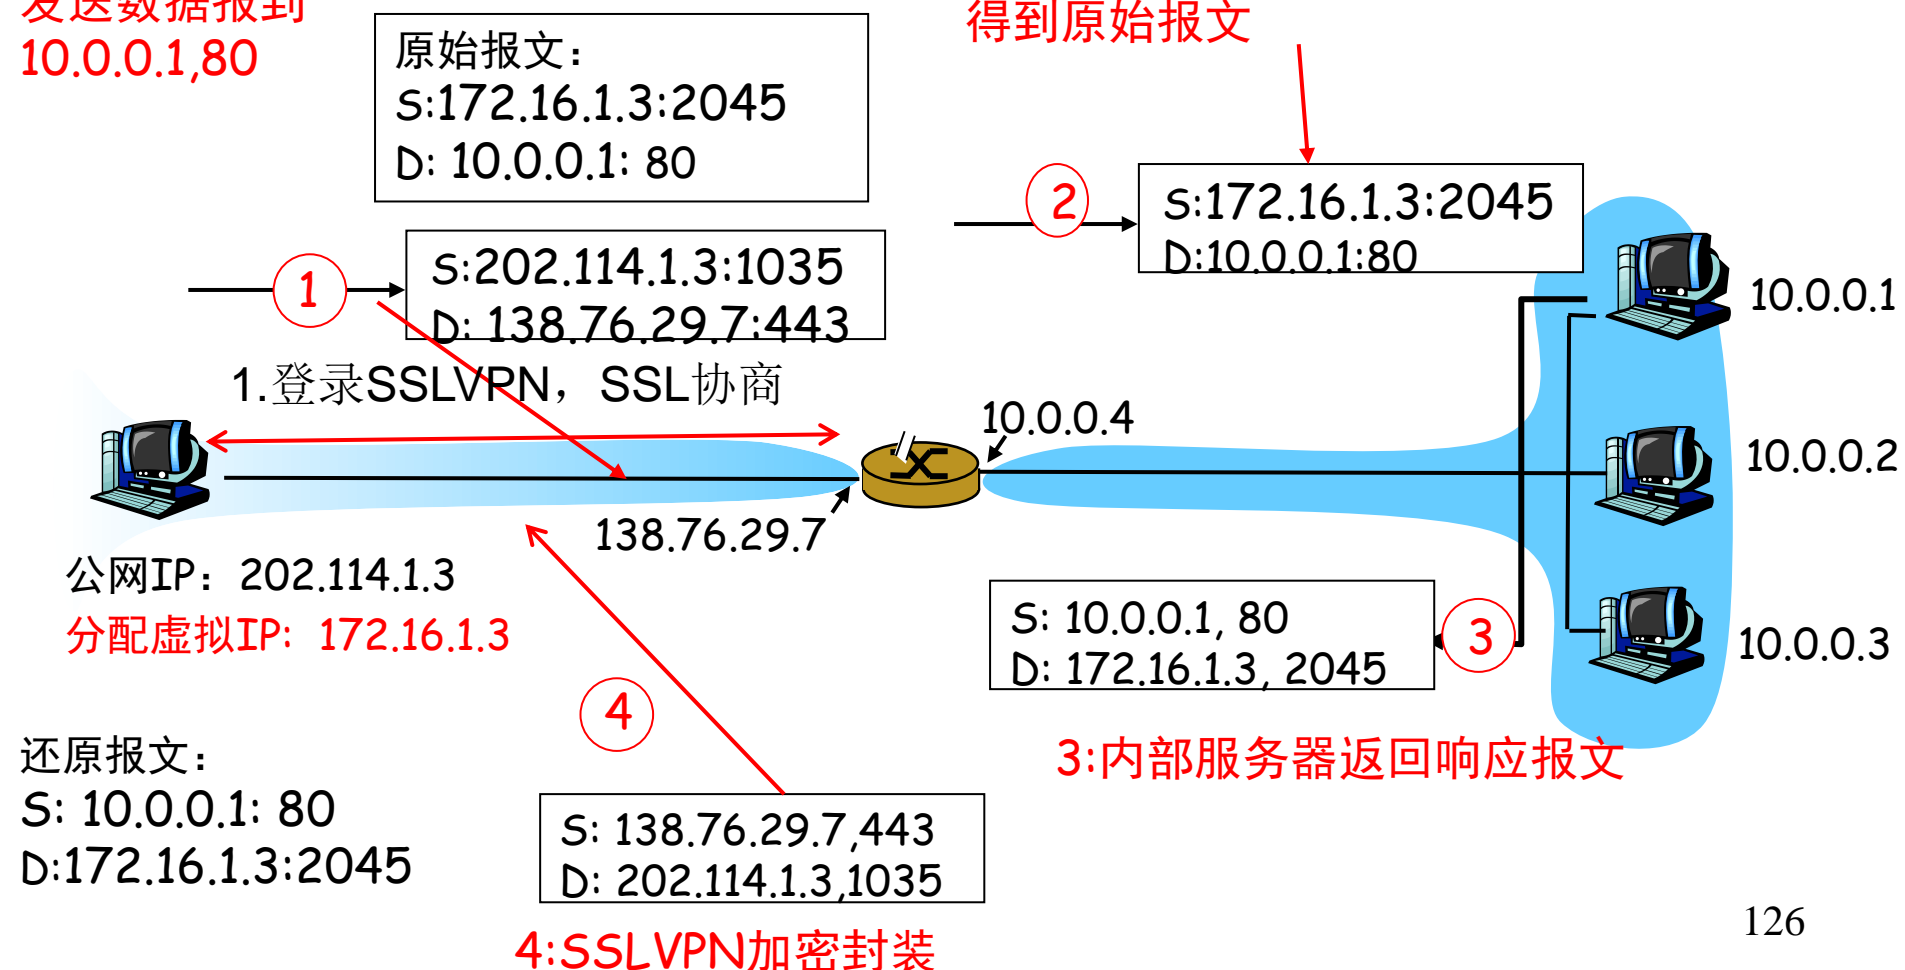 发送数据报到
10.0.0.1,80
原始报文：
S:172.16.1.3:2045
D: 10.0.0.1: 80
得到原始报文
2
S:172.16.1.3:2045
D:10.0.0.1:80
1
S:202.114.1.3:1035
D: 138.76.29.7:443
1.登录SSLVPN，SSL协商
10.0.0.1
10.0.0.4
10.0.0.2
138.76.29.7
公网IP：202.114.1.3
分配虚拟IP: 172.16.1.3
S: 10.0.0.1, 80
D: 172.16.1.3, 2045
3
10.0.0.3
4
3:内部服务器返回响应报文
还原报文：
S: 10.0.0.1: 80
D:172.16.1.3:2045
S: 138.76.29.7,443
D: 202.114.1.3,1035
4:SSLVPN加密封装
126